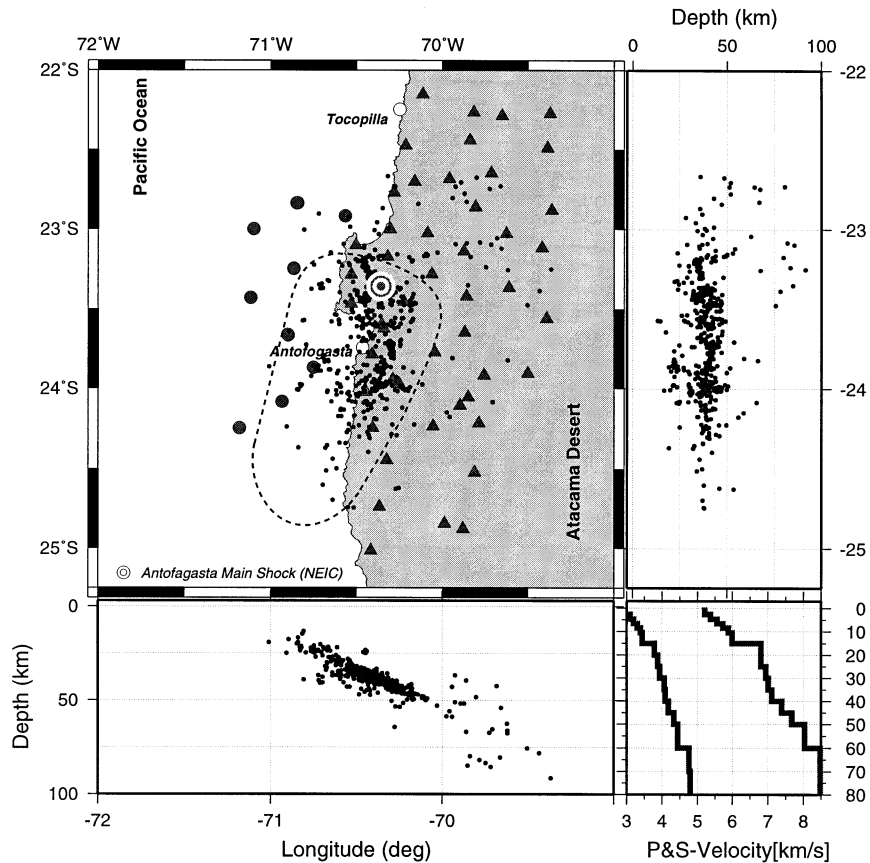 Depth (km)
72˚W
71˚W
70˚W
0
50
100
22˚S
-22
Pacific Ocean
Tocopilla
23˚S
-23
Antofagasta
24˚S
-24
Atacama Desert
25˚S
-25
Antofagasta Main Shock (NEIC)
0
50
100
Depth (km)
0
10
20
30
40
50
60
70
80
-72
-71
-70
3
4
5
6
7
8
Longitude (deg)
P&S-Velocity[km/s]